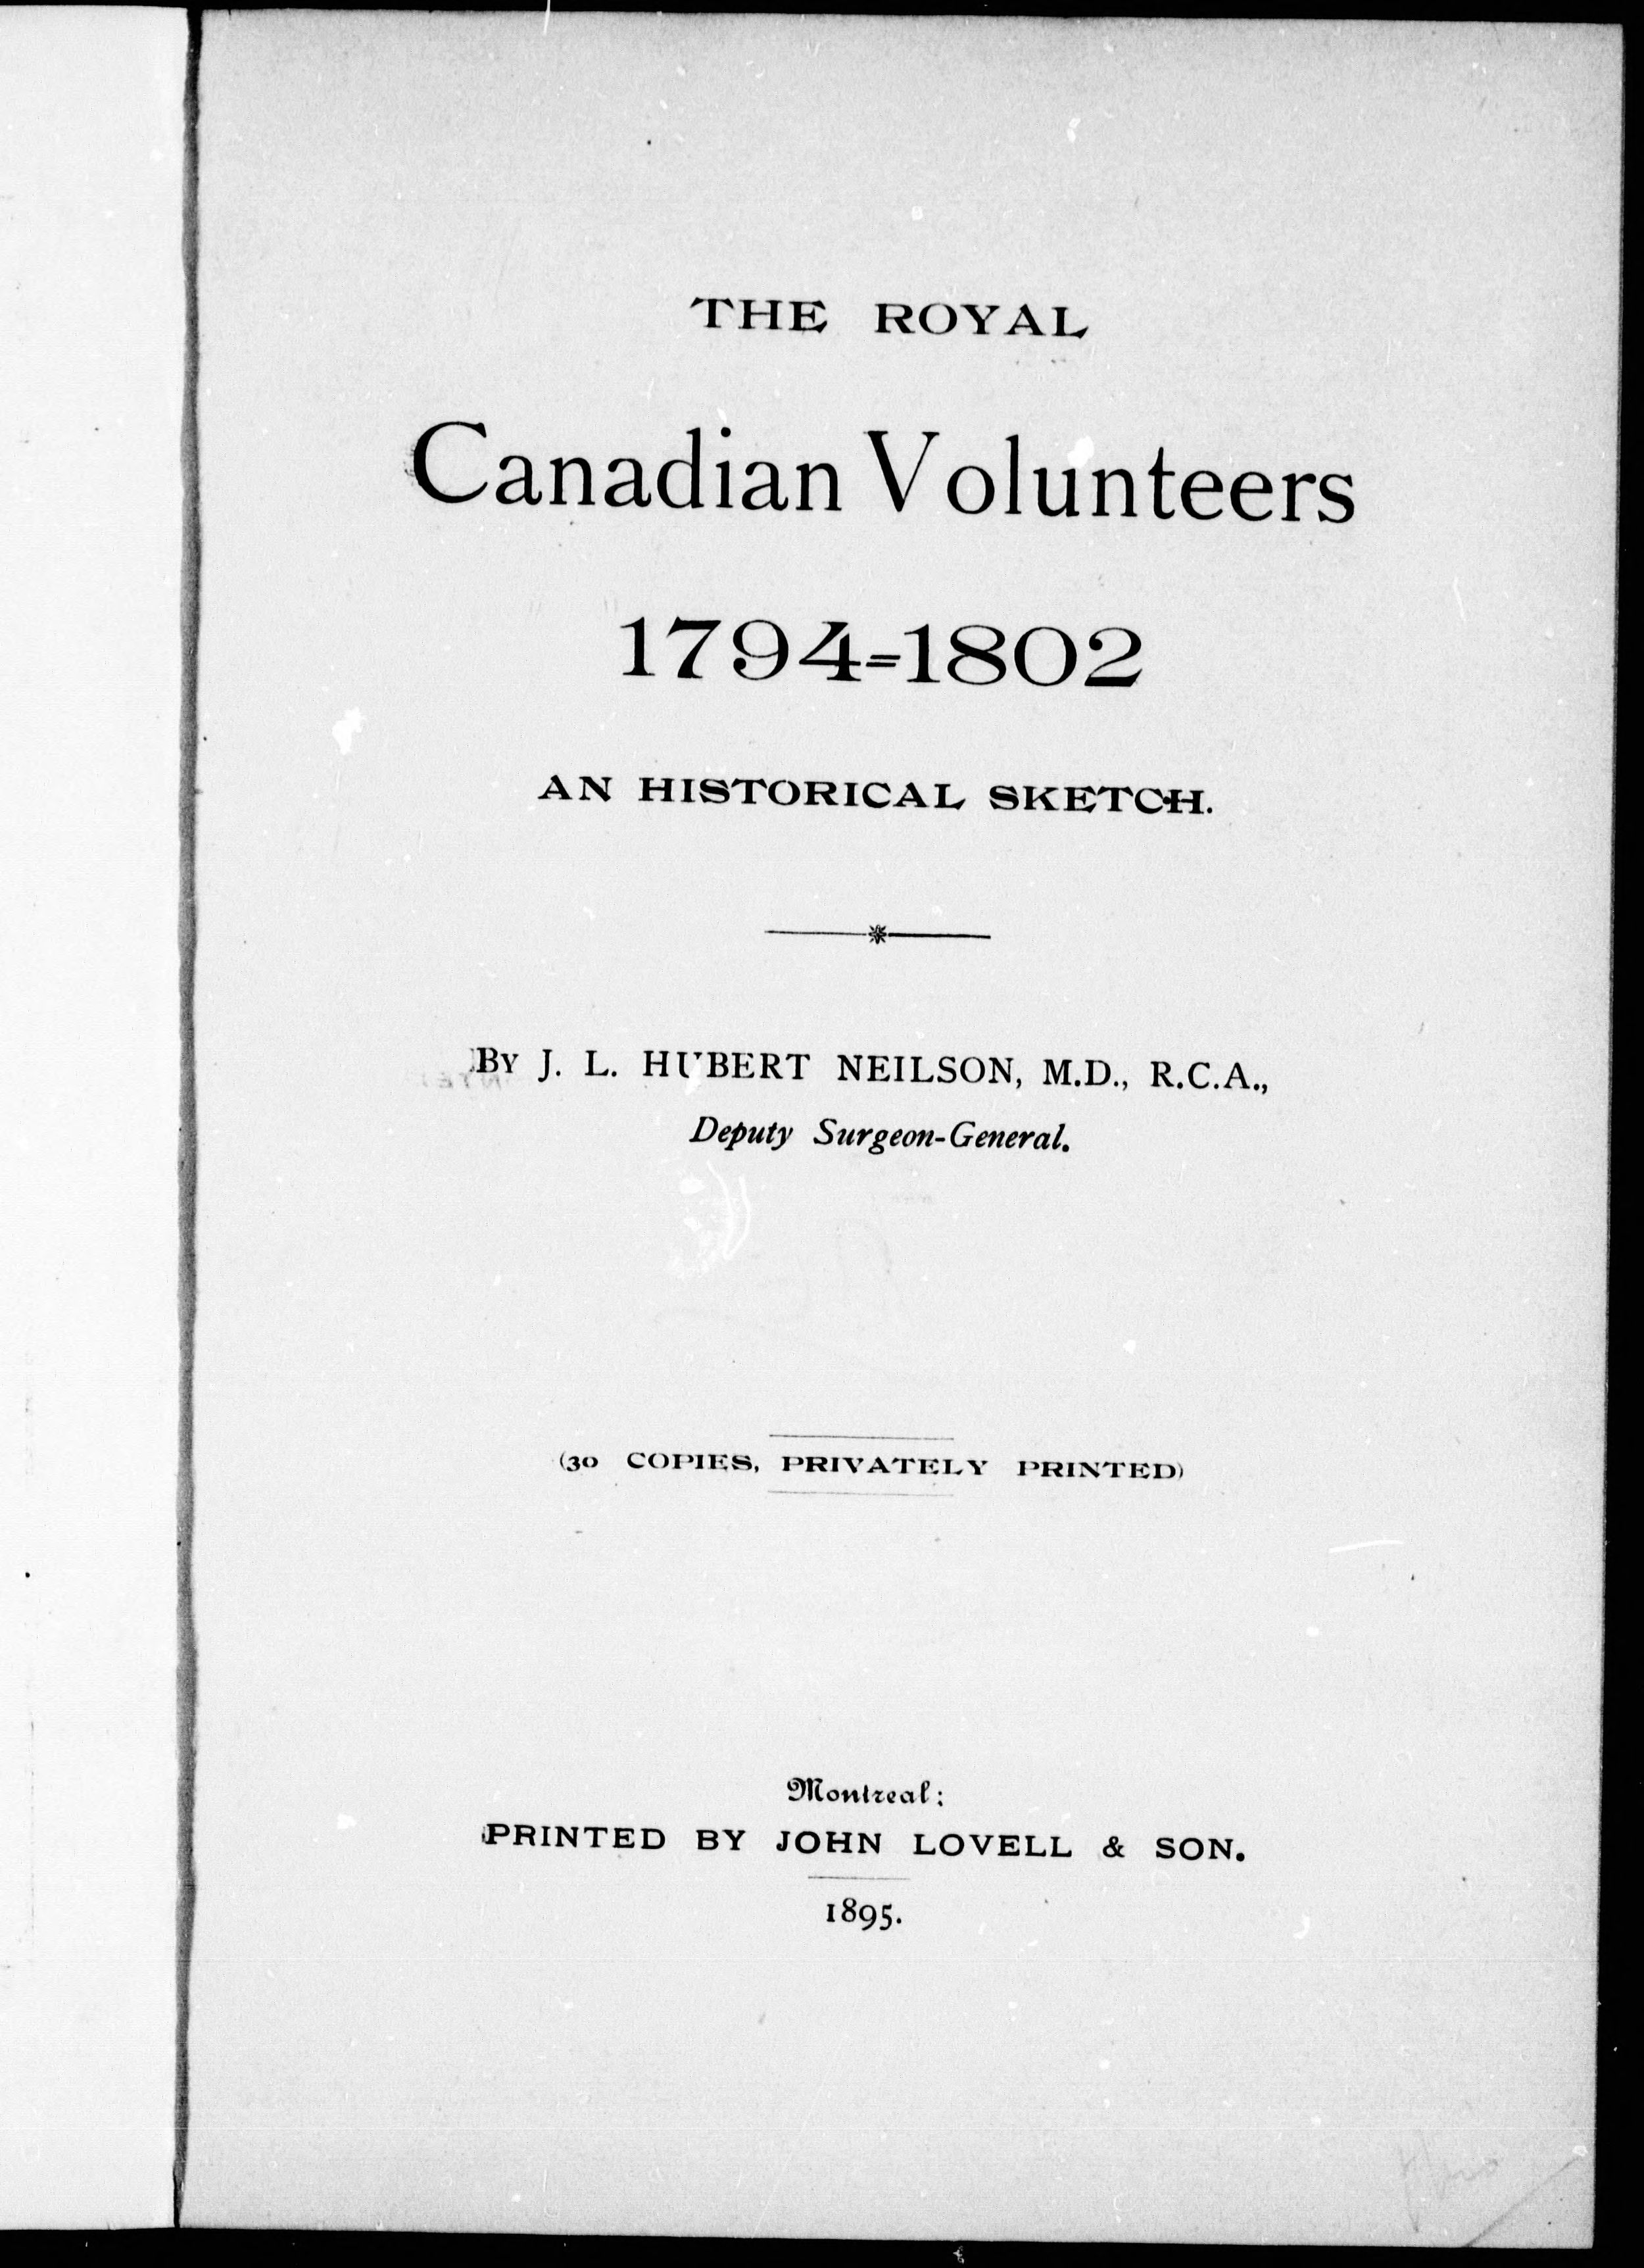 THE ROYAL
Canadian Volunteers
1794=1802
AN HISTORICAL SKETCH.
BY J. L. HUBERT NEILSON, M.D., R.C.A.,
Deputy Surgeon-General.
(30 COPIES, PRIVATELY PRINTED)
Montreal:
PRINTED BY JOHN LOVELL & SON.
1895.